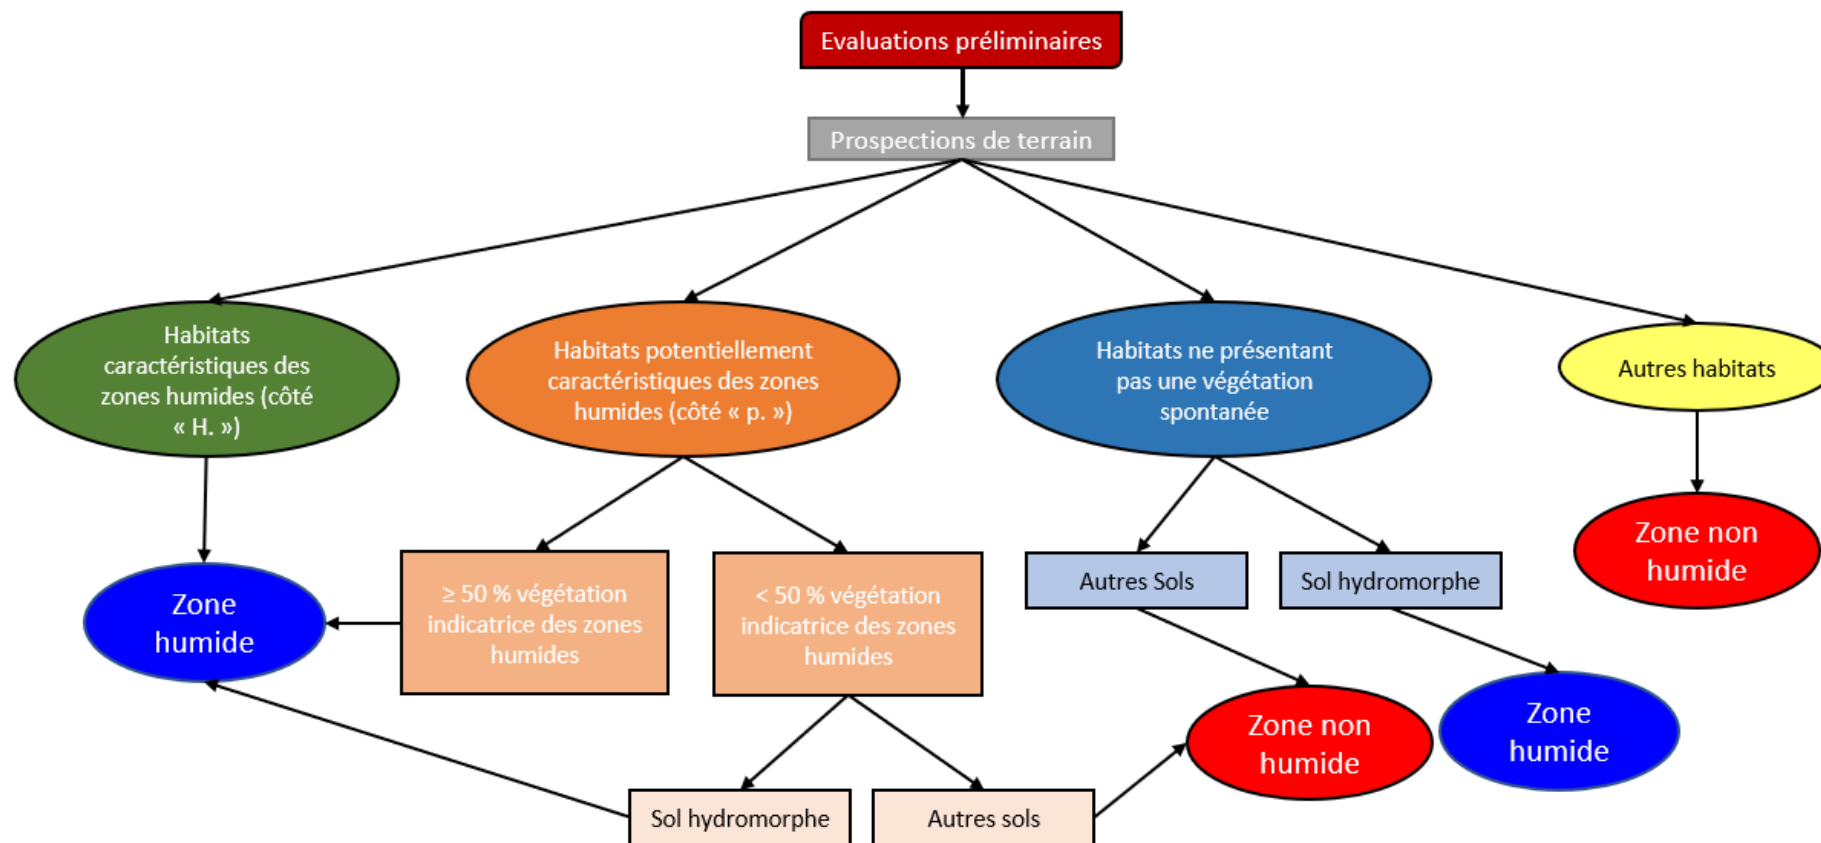 Evaluations préliminaires
Prospections de terrain
Habitats
caractéristiques des
zones humides (côté
« H. »)
Habitats potentiellement
caractéristiques des zones
humides (côté « p. »)
Habitats ne présentant
pas une végétation
spontanée
Autres habitats
Zone
humide
≥ 50 % végétation
indicatrice des zones
humides
< 50 % végétation
indicatrice des zones
humides
Autres Sols
Sol hydromorphe
Zone non
humide
Zone non
humide
Zone
humide
Sol hydromorphe
Autres sols